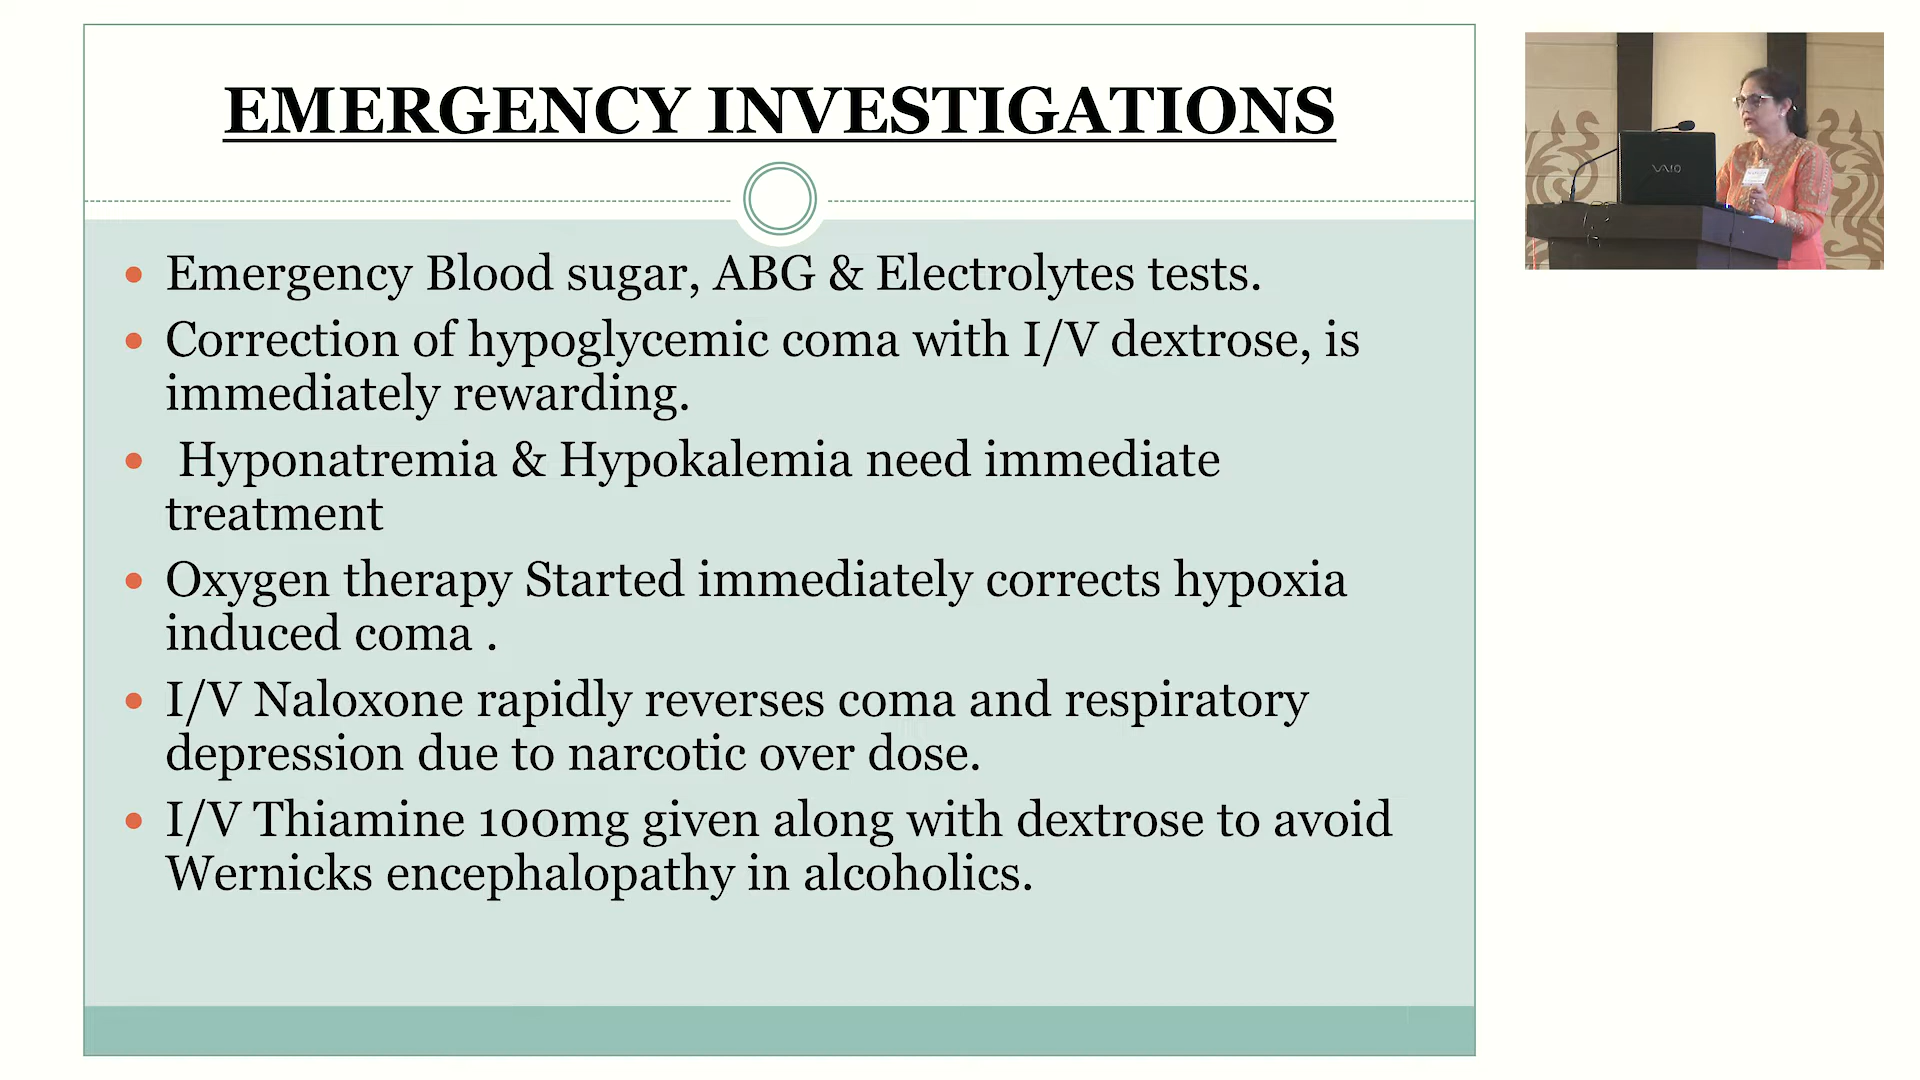 EMERGENCY INVESTIGATIONS
Emergency Blood sugar, ABG & Electrolytes tests.
Correction of hypoglycemic coma with I/V dextrose, is
immediately rewarding.
Hyponatremia & Hypokalemia need immediate
treatment
Oxygen therapy Started immediately corrects hypoxia
induced coma .
I/V Naloxone rapidly reverses coma and respiratory
depression due to narcotic over dose.
I/V Thiamine 100mg given along with dextrose to avoid
Wernicks encephalopathy in alcoholics.
VAIO